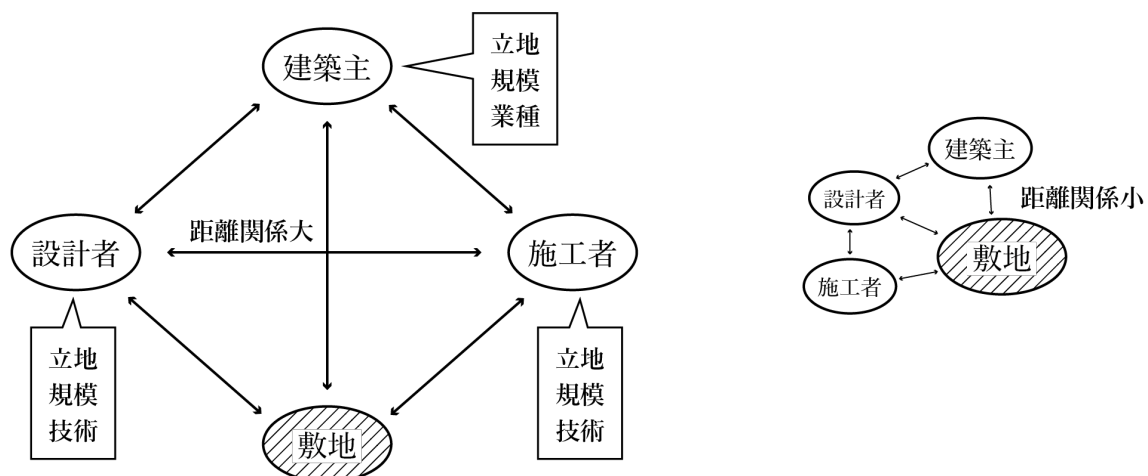 建築主
立地
規模
業種
設計者
距離関係大
施工者
立地
規模
技術
立地
規模
技術
敷地
建築主
設計者
距離関係小
敷地
施工者